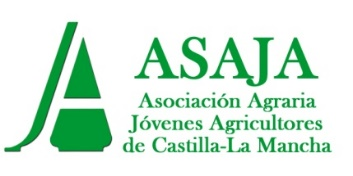 ASAJA
Asociación Agraria
Jóvenes Agricultores
de Castilla-La Mancha